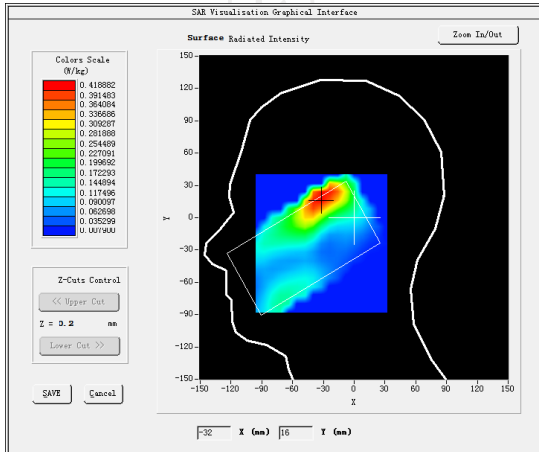 SAR Visualisation Graphical Interface
Surface Radiated Intensity
Zoom In/Out
Colors Scale
(W/kg)
0.418882
0.391483
0.364084
0.336686
0.309287
0.281888
0.254489
0.227091
0.199692
0.172293
0.144894
0.117496
0.090097
0.062698
0.035299
0.007900
Z-Cuts Control
<< Upper Cut
Z = 0.2 mm
Lower Cut >>
SAVE Cancel
150
120
90
60
30
0
-30
-60
-90
-120
-150
Y
-150 -120 -90 -60 -30 0 30 60 90 120 150
X
-32 X (mm) 16 Y (mm)